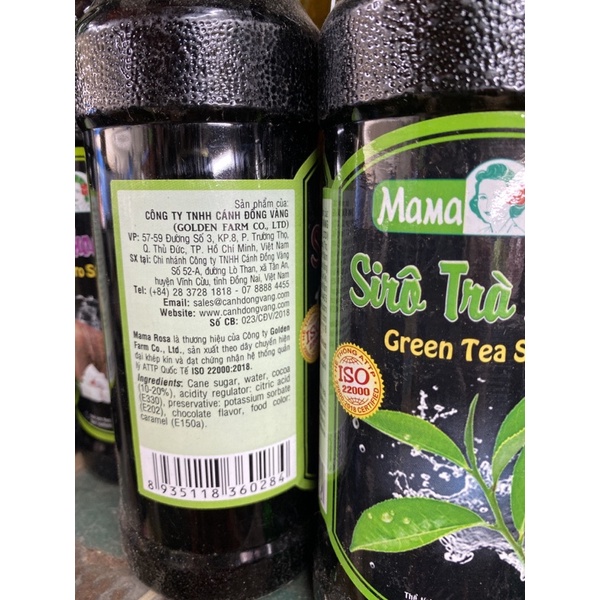 Sản phẩm của:
CÔNG TY TNHH CÁNH ĐỒNG VÀNG
(GOLDEN FARM CO., LTD)
VP: 57-59 Đường Số 3, KP.8, P. Trường Thọ,
Q. Thủ Đức, TP. Hồ Chí Minh, Việt Nam
SX tại: Chi nhánh Công ty TNHH Cánh Đồng Vàng
Số 52-A, đường Lò Than, xã Tân An,
huyện Vĩnh Cửu, tỉnh Đồng Nai, Việt Nam
Tel: (+84) 28 3728 1818 - 07 8888 4455
Email: sales@canhdongvang.com
Website: www.canhdongvang.com
Số CB: 023/CDV/2018
Mama Rosa là thương hiệu của Công ty Golden
Farm Co., Ltd., sản xuất theo dây chuyền hiện
đại khép kín và đạt chứng nhận hệ thống quản
lý ATTP Quốc Tế ISO 22000:2018.
Ingredients: Cane sugar, water, cocoa
(10-20%), acidity regulator: citric acid
(E330), preservative: potassium sorbate
(E202), chocolate flavor, food color:
caramel (E150a).
8 935118 360284
MAMA
Sirô Trà
Green Tea S
ISO
22000